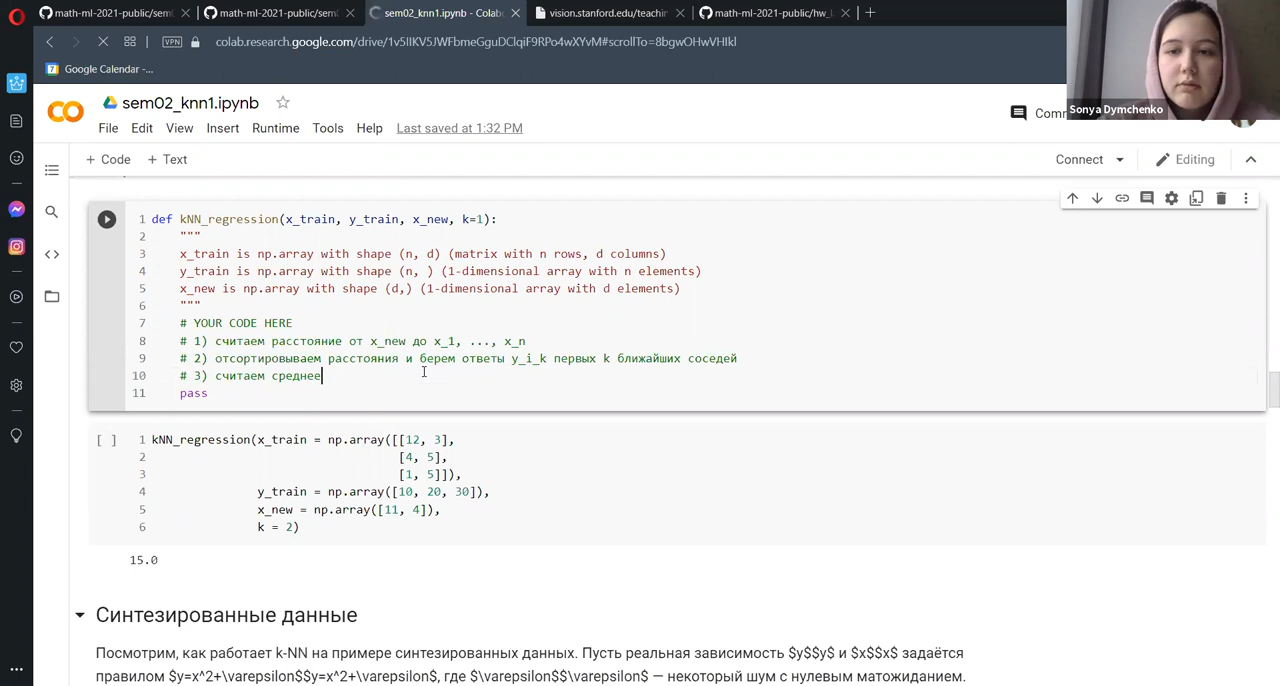 math-ml-2021-public/sem
math-ml-2021-public/sem
sem02_knn1.ipynb - Colab
vision.stanford.edu/teachin
math-ml-2021-public/hw_
VPN
colab.research.google.com/drive/1v5IIKV5JWFbmeGguDClqiF9RPo4wXYvM#scrollTo=8bgwOHwVHIkl
7 Google Calendar -...
Sonya Dymchenko
sem02_knn1.ipynb
Comm
File Edit View Insert Runtime Tools Help Last saved at 1:32 PM
+ Code + Text
Connect
Editing
1 def kNN_regression(x_train, y_train, x_new, k=1):
2 """
3 x_train is np.array with shape (n, d) (matrix with n rows, d columns)
4 y_train is np.array with shape (n, ) (1-dimensional array with n elements)
5 x_new is np.array with shape (d,) (1-dimensional array with d elements)
6 """
7 # YOUR CODE HERE
8 # 1) считаем расстояние от x_new до x_1, ..., x_n
9 # 2) отсортировываем расстояния и берем ответы y_i_k первых k ближайших соседей
10 # 3) считаем среднее
11 pass
[ ] 1 kNN_regression(x_train = np.array([[12, 3],
2 [4, 5],
3 [1, 5]]),
4 y_train = np.array([10, 20, 30]),
5 x_new = np.array([11, 4]),
6 k = 2)
15.0
Синтезированные данные
Посмотрим, как работает k-NN на примере синтезированных данных. Пусть реальная зависимость $y$$y$ и $x$$x$ задаётся
правилом $y=x^2+\varepsilon$$y=x^2+\varepsilon$, где $\varepsilon$$\varepsilon$ — некоторый шум с нулевым матожиданием.